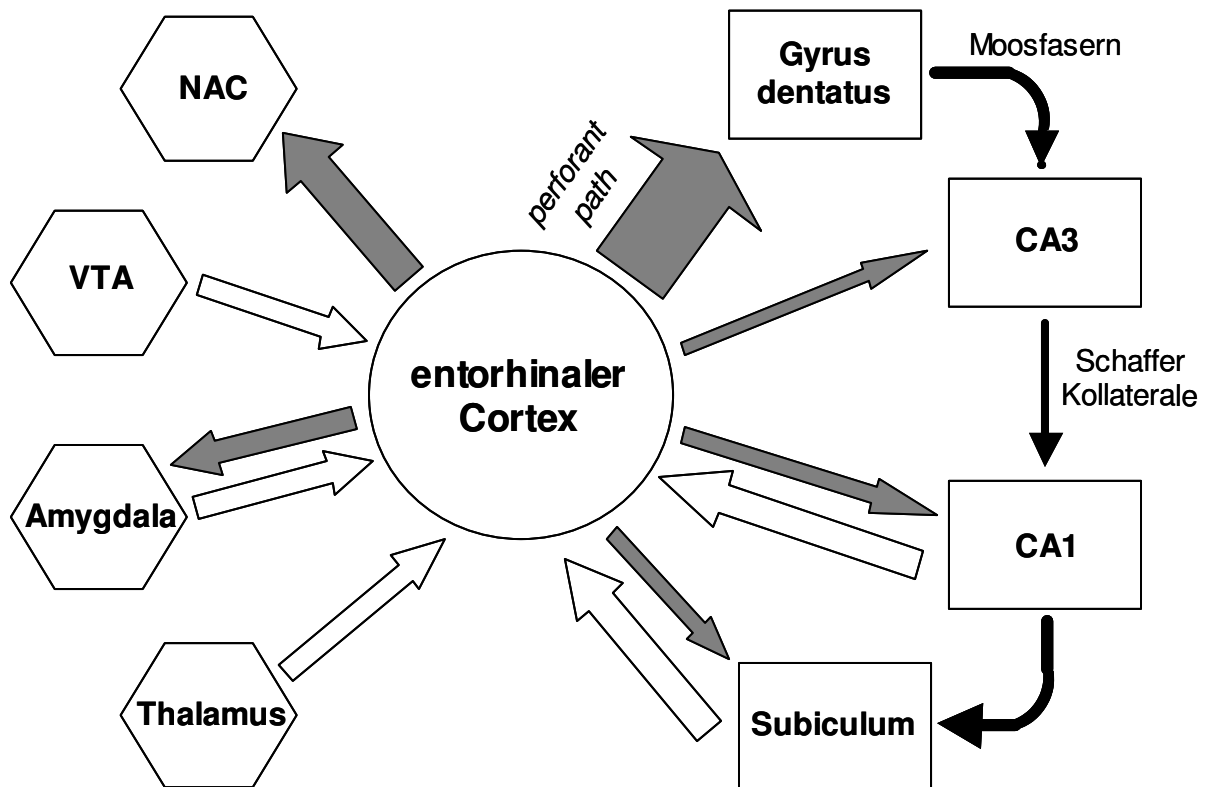 NAC
Gyrus
dentatus
Moosfasern
perforant
path
VTA
CA3
entorhinaler
Cortex
Schaffer
Kollaterale
Amygdala
CA1
Thalamus
Subiculum